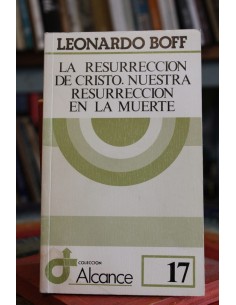 LEONARDO BOFF
LA RESURRECCION
DE CRISTO. NUESTRA
RESURRECCION
EN LA MUERTE
COLECCION
Alcance
17